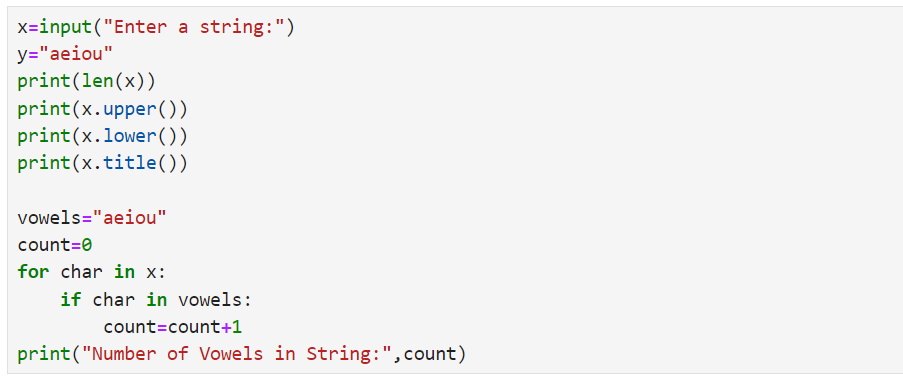 x=input("Enter a string:")
y="aeiou"
print(len(x))
print(x.upper())
print(x.lower())
print(x.title())

vowels="aeiou"
count=0
for char in x:
    if char in vowels:
        count=count+1
print("Number of Vowels in String:",count)